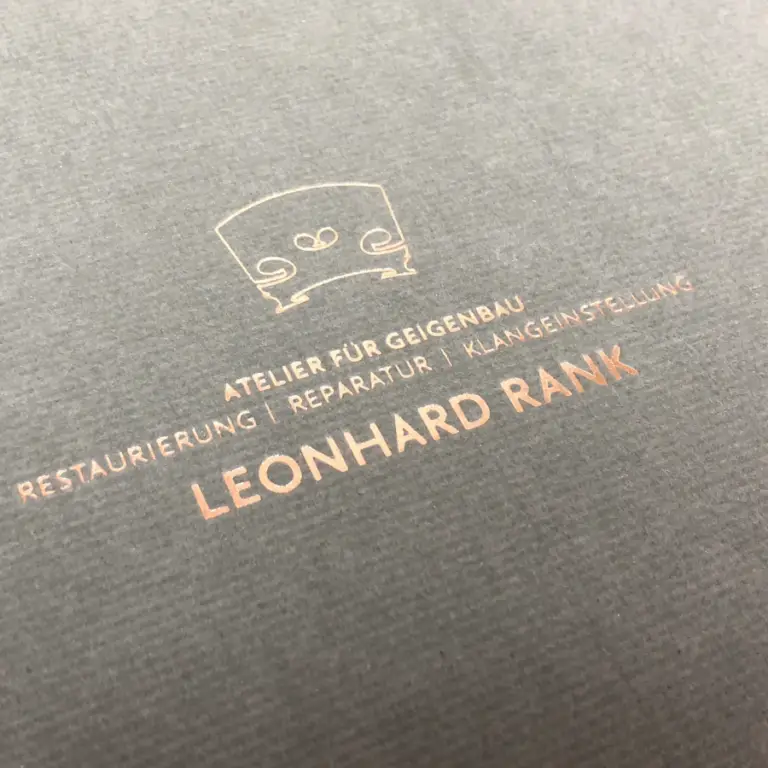 ATELIER FÜR GEIGENBAU
RESTAURIERUNG | REPARATUR | KLANGEINSTELLUNG
LEONHARD RANK